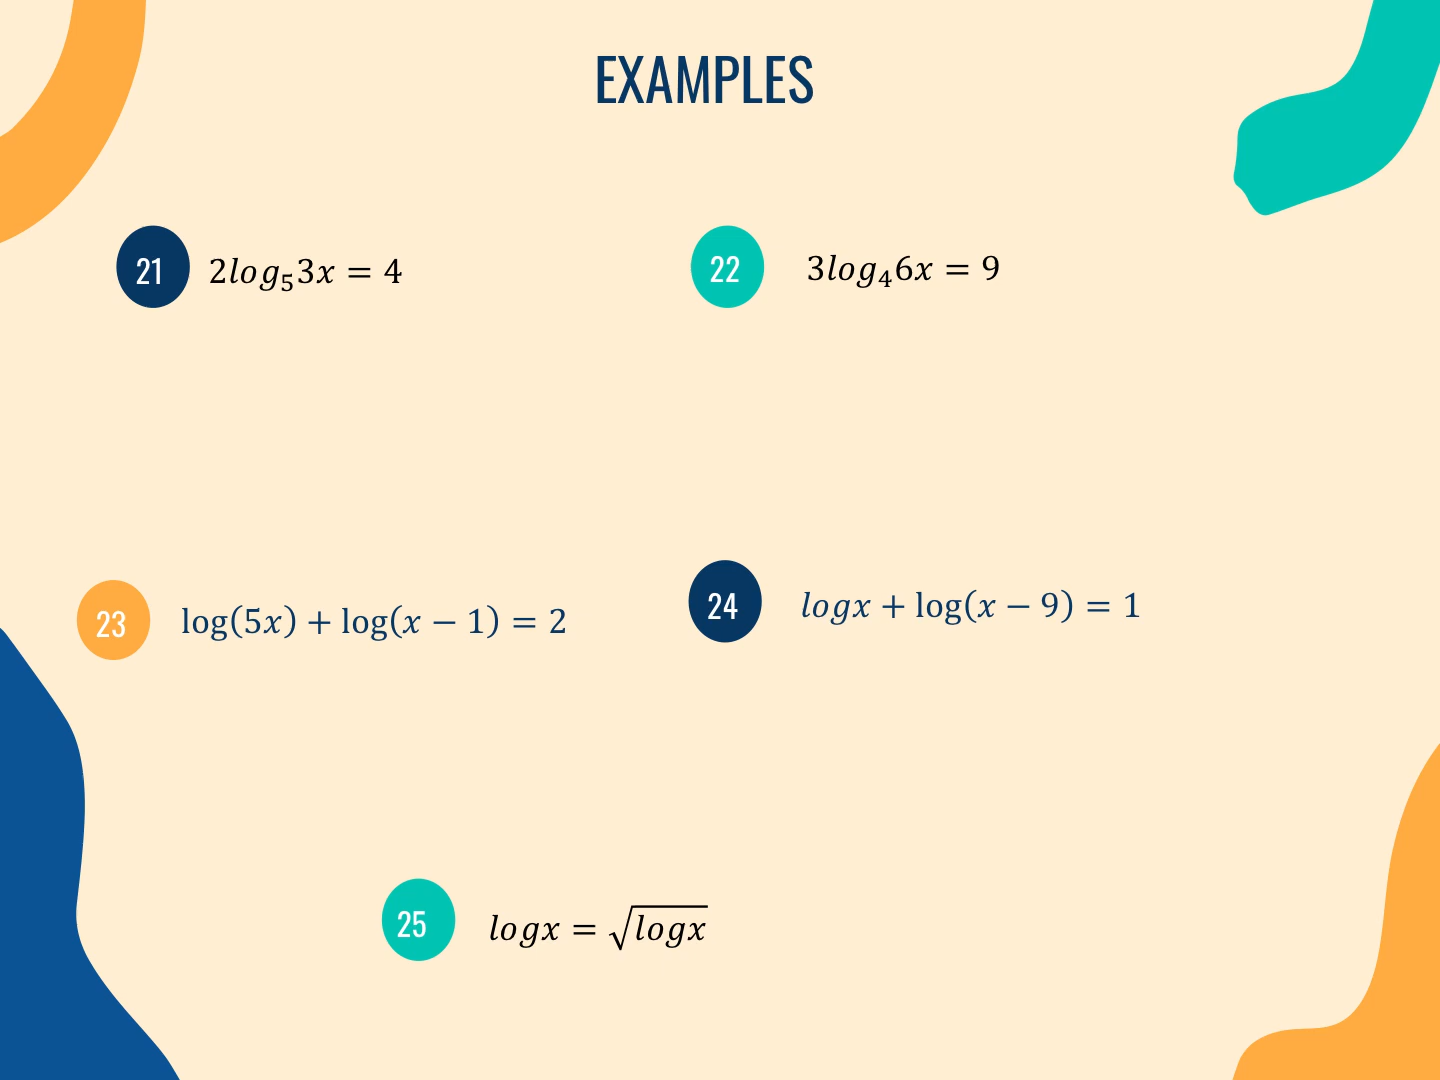 EXAMPLES
21 2log₅3x = 4
22 3log₄6x = 9
23 log(5x) + log(x − 1) = 2
24 logx + log(x − 9) = 1
25 logx = √logx